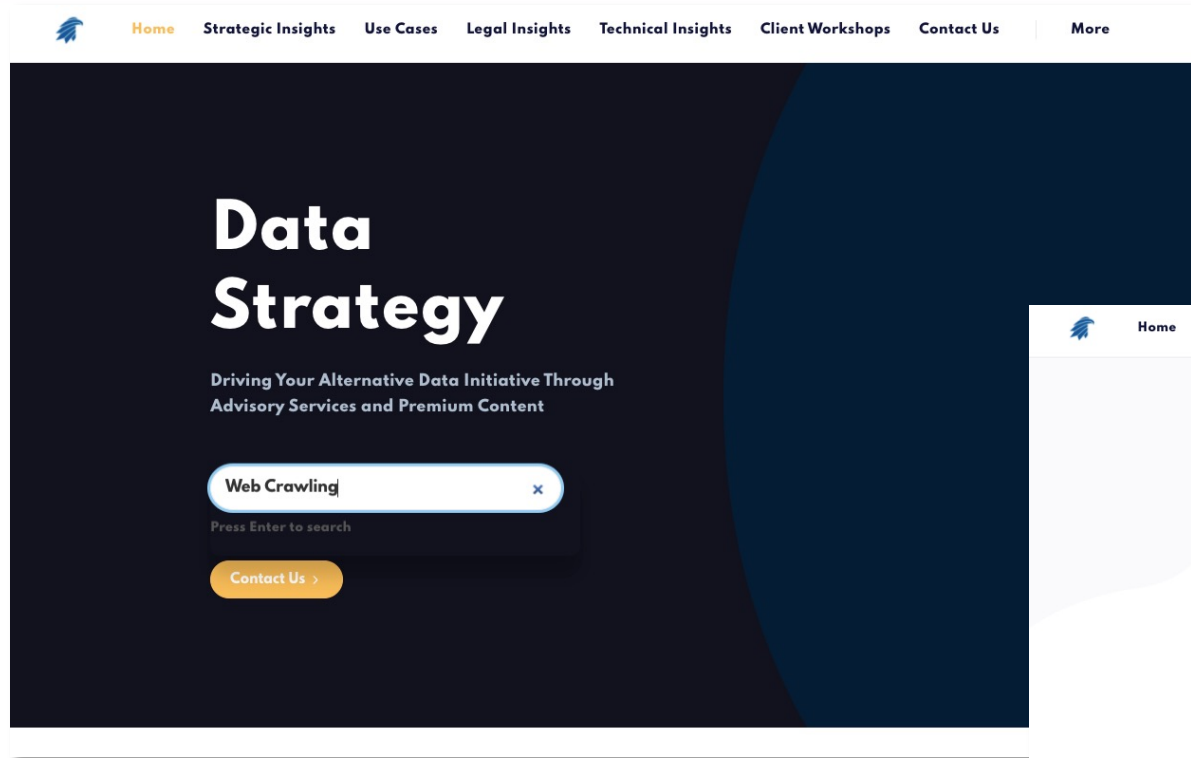 Home Strategic Insights Use Cases Legal Insights Technical Insights Client Workshops Contact Us More
Data
Strategy
Driving Your Alternative Data Initiative Through
Advisory Services and Premium Content
Web Crawling
Press Enter to search
Contact Us
Home